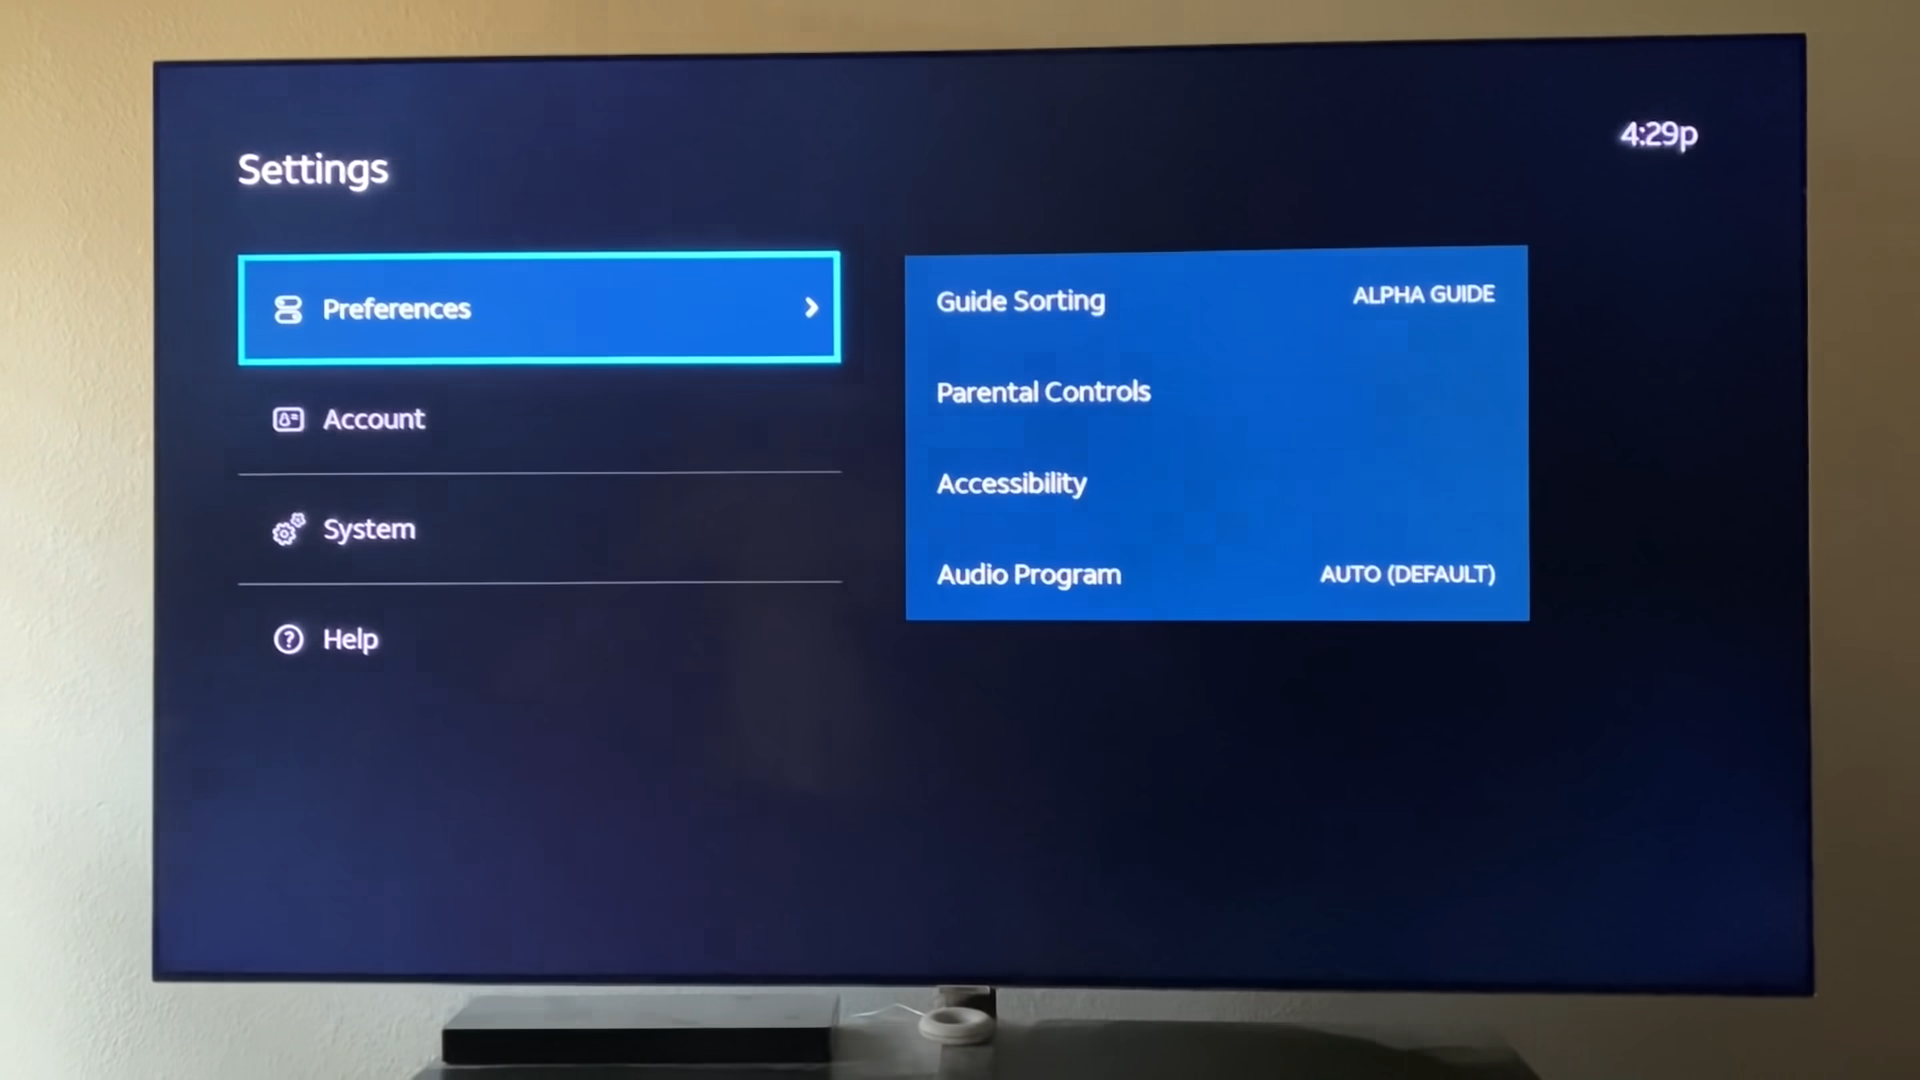 4:29p
Settings
Preferences
Account
System
Help
Guide Sorting ALPHA GUIDE
Parental Controls
Accessibility
Audio Program AUTO (DEFAULT)